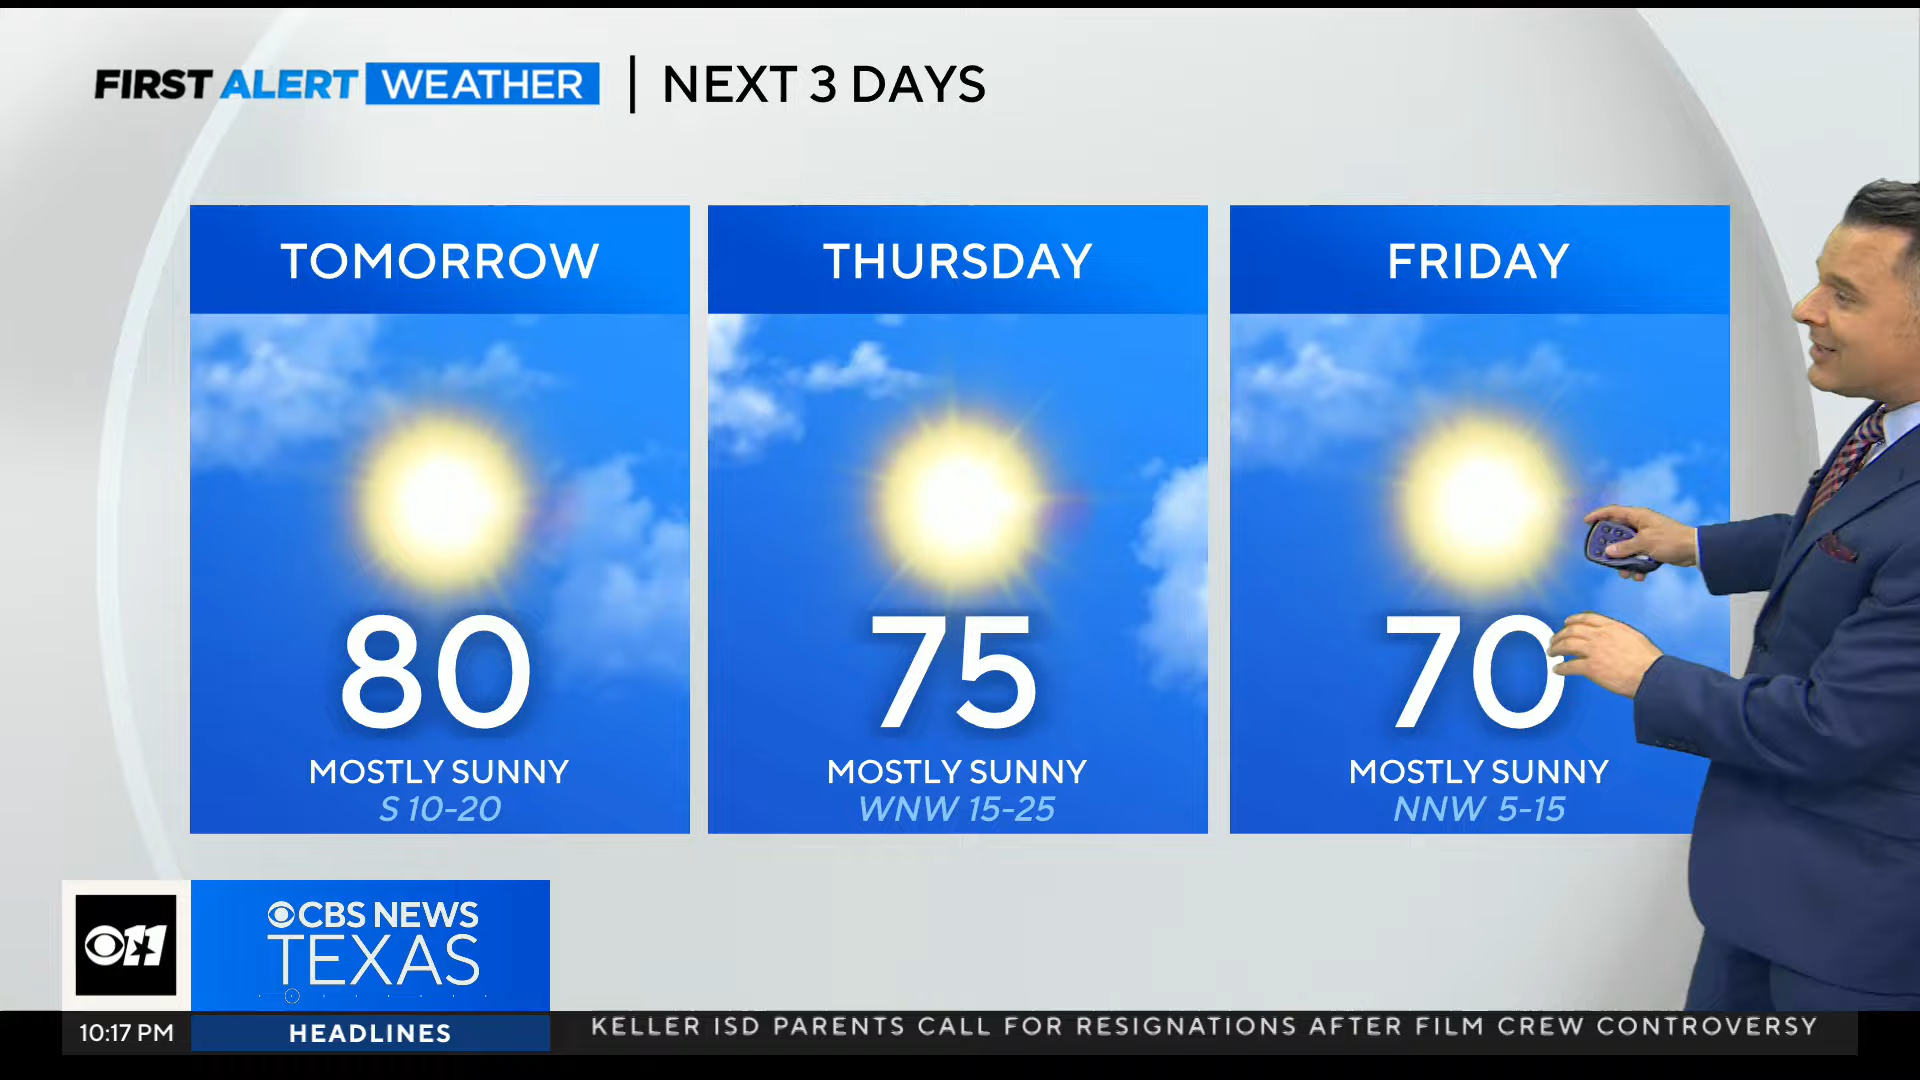 FIRST ALERT WEATHER | NEXT 3 DAYS
TOMORROW
80
MOSTLY SUNNY
S 10-20
THURSDAY
75
MOSTLY SUNNY
WNW 15-25
FRIDAY
70
MOSTLY SUNNY
NNW 5-15
11
CBS NEWS
TEXAS
10:17 PM
HEADLINES
KELLER ISD PARENTS CALL FOR RESIGNATIONS AFTER FILM CREW CONTROVERSY